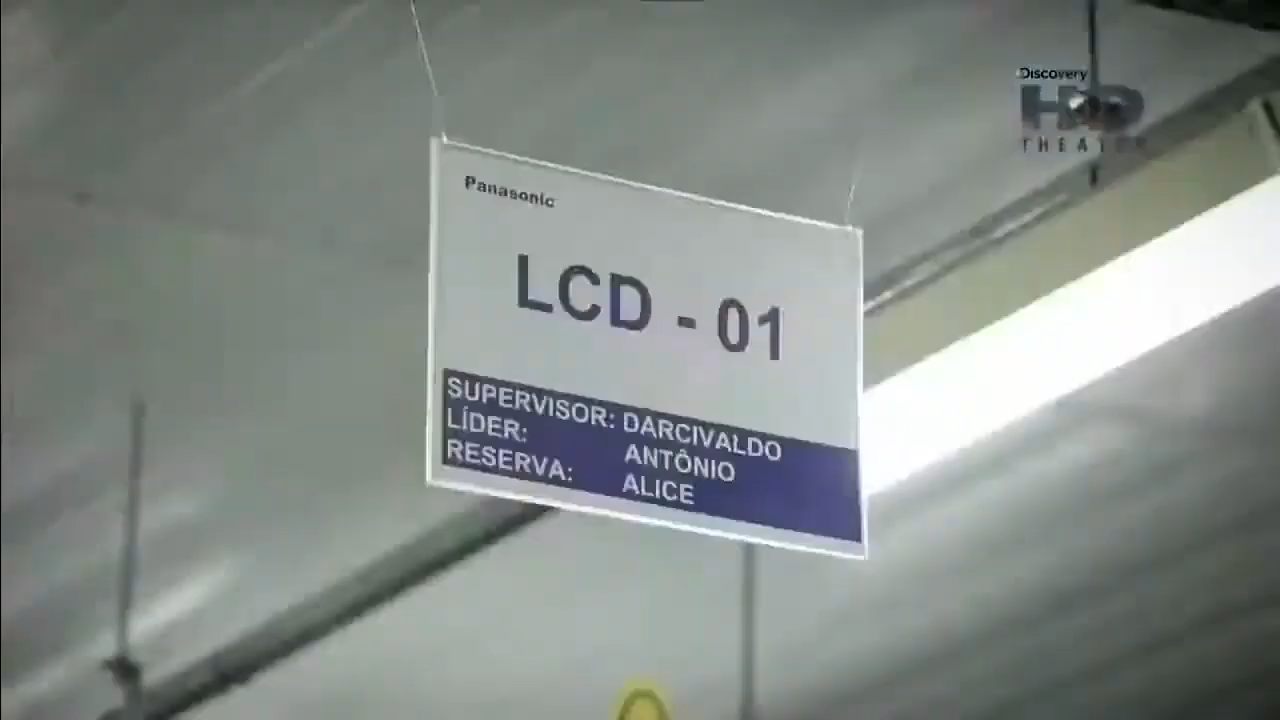 Discovery
HD
THEATER
Panasonic
LCD - 01
SUPERVISOR: DARCIVALDO
LÍDER: ANTÔNIO
RESERVA: ALICE